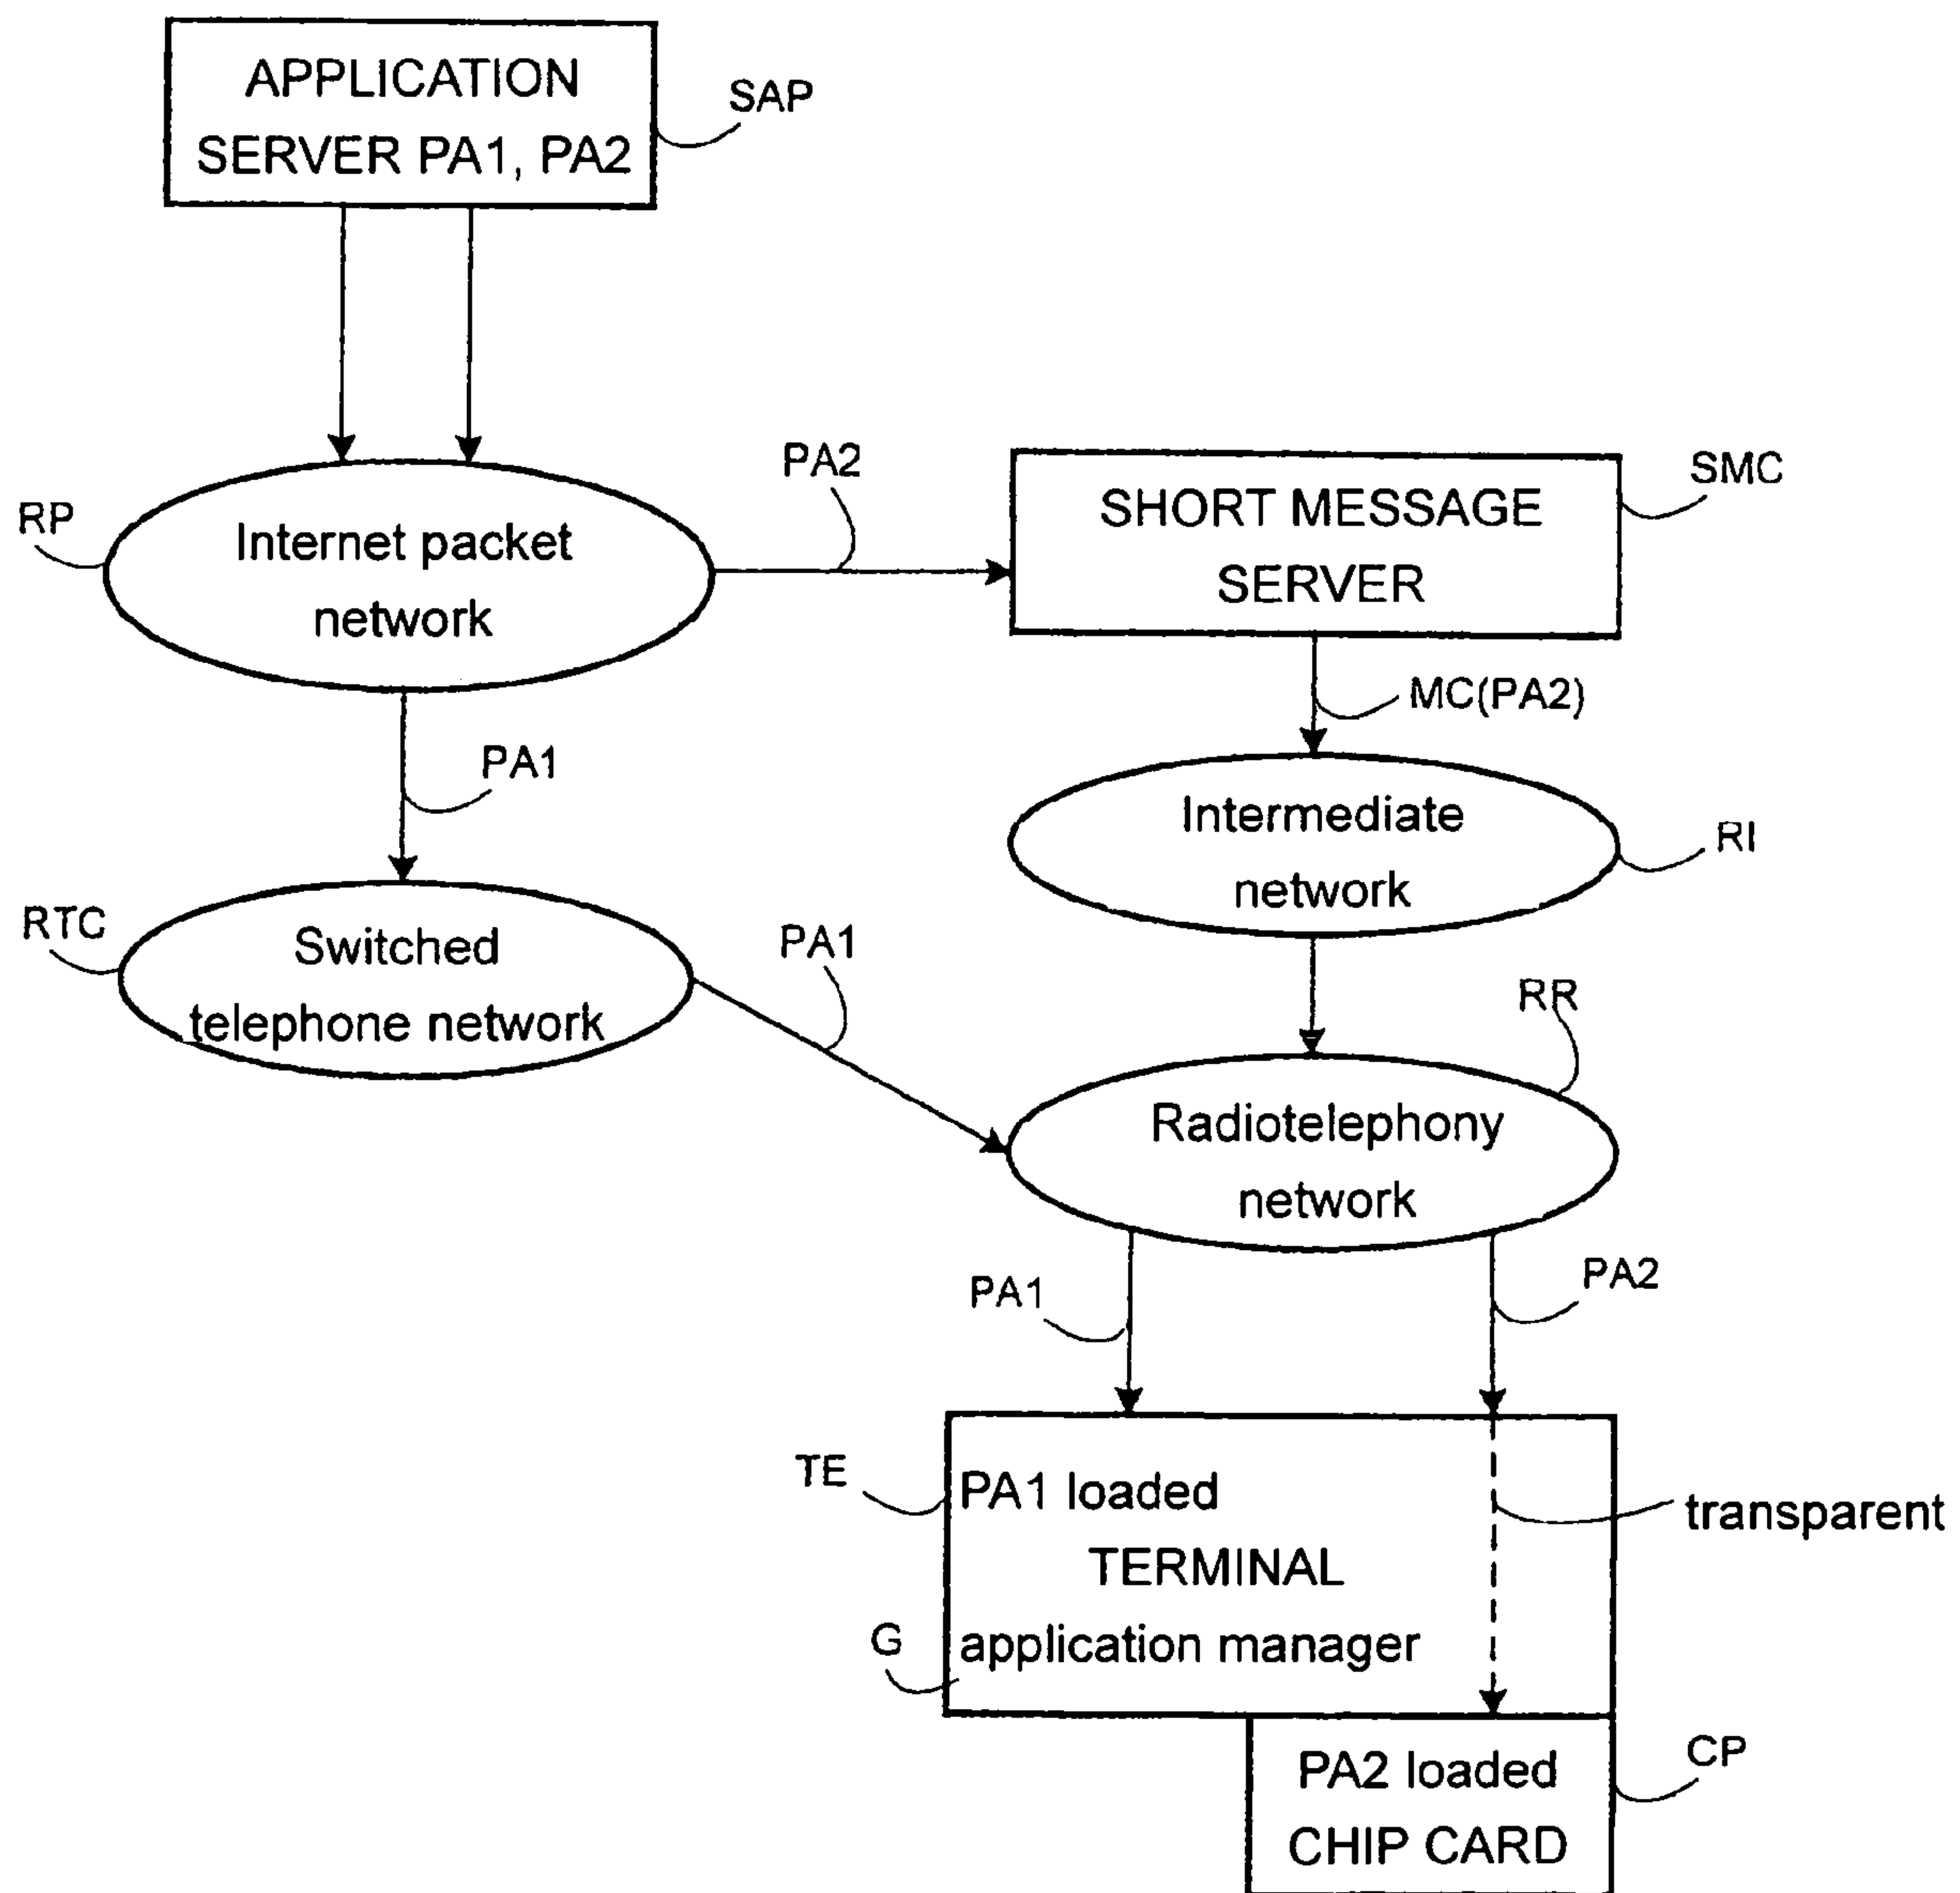 APPLICATION
SERVER PA1, PA2
SAP
PA2
SMC
RP
Internet packet
network
SHORT MESSAGE
SERVER
MC(PA2)
PA1
Intermediate
network
RI
RTC
Switched
telephone network
PA1
RR
Radiotelephony
network
PA1
PA2
TE
PA1 loaded
transparent
TERMINAL
G
application manager
PA2 loaded
CHIP CARD
CP